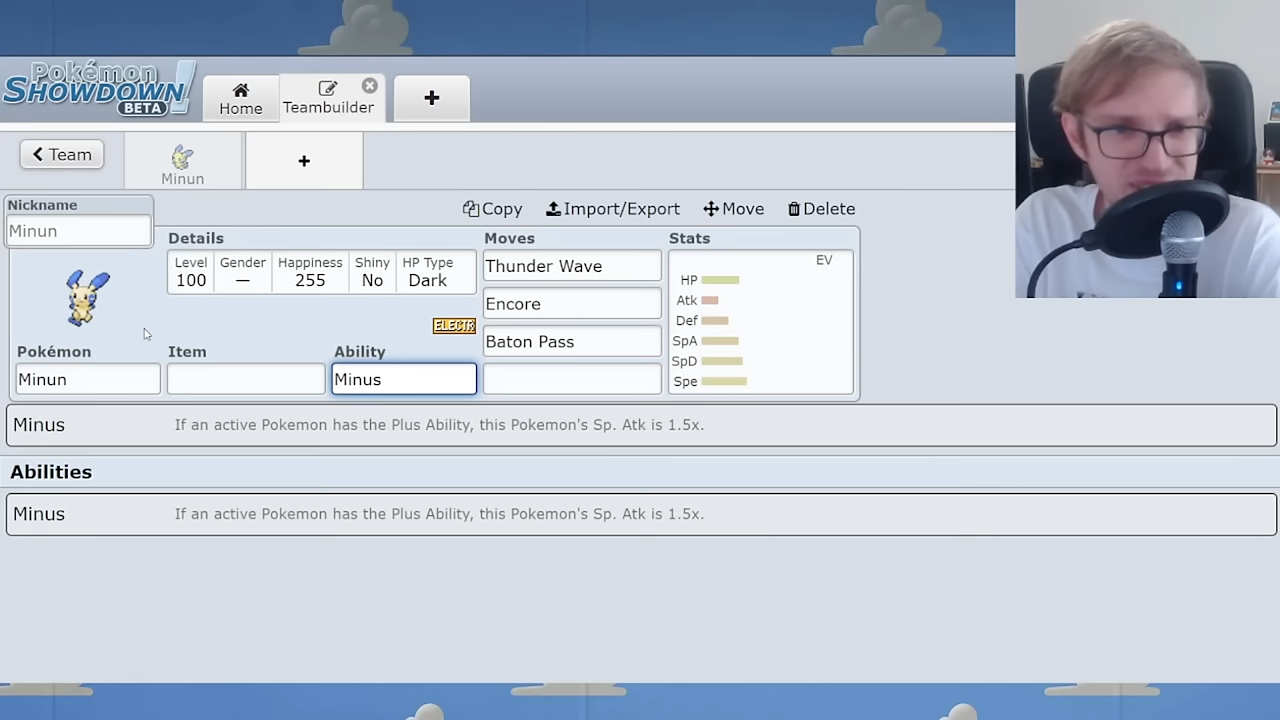 Pokémon
SHOWDOWN!
BETA
Home
Teambuilder
+
Team
Minun
+
Nickname
Minun
Copy
Import/Export
Move
Delete
Details
Moves
Stats
Level
Gender
Happiness
Shiny
HP Type
100
—
255
No
Dark
ELECTR
Thunder Wave
Encore
Baton Pass
EV
HP
Atk
Def
SpA
SpD
Spe
Pokémon
Item
Ability
Minun
Minus
Minus If an active Pokemon has the Plus Ability, this Pokemon's Sp. Atk is 1.5x.
Abilities
Minus If an active Pokemon has the Plus Ability, this Pokemon's Sp. Atk is 1.5x.